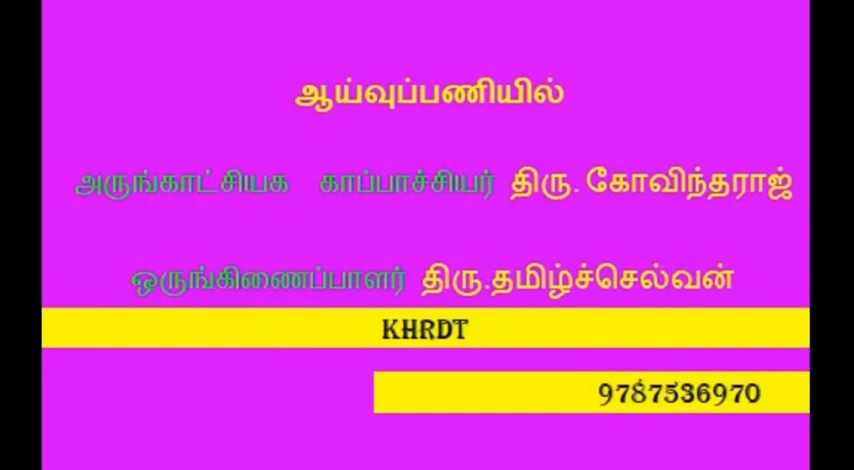 ஆய்வுப்பணியில்
அருங்காட்சியக காப்பாச்சியர் திரு. கோவிந்தராஜ்
ஒருங்கிணைப்பாளர் திரு.தமிழ்ச்செல்வன்
KHRDT
9787536970